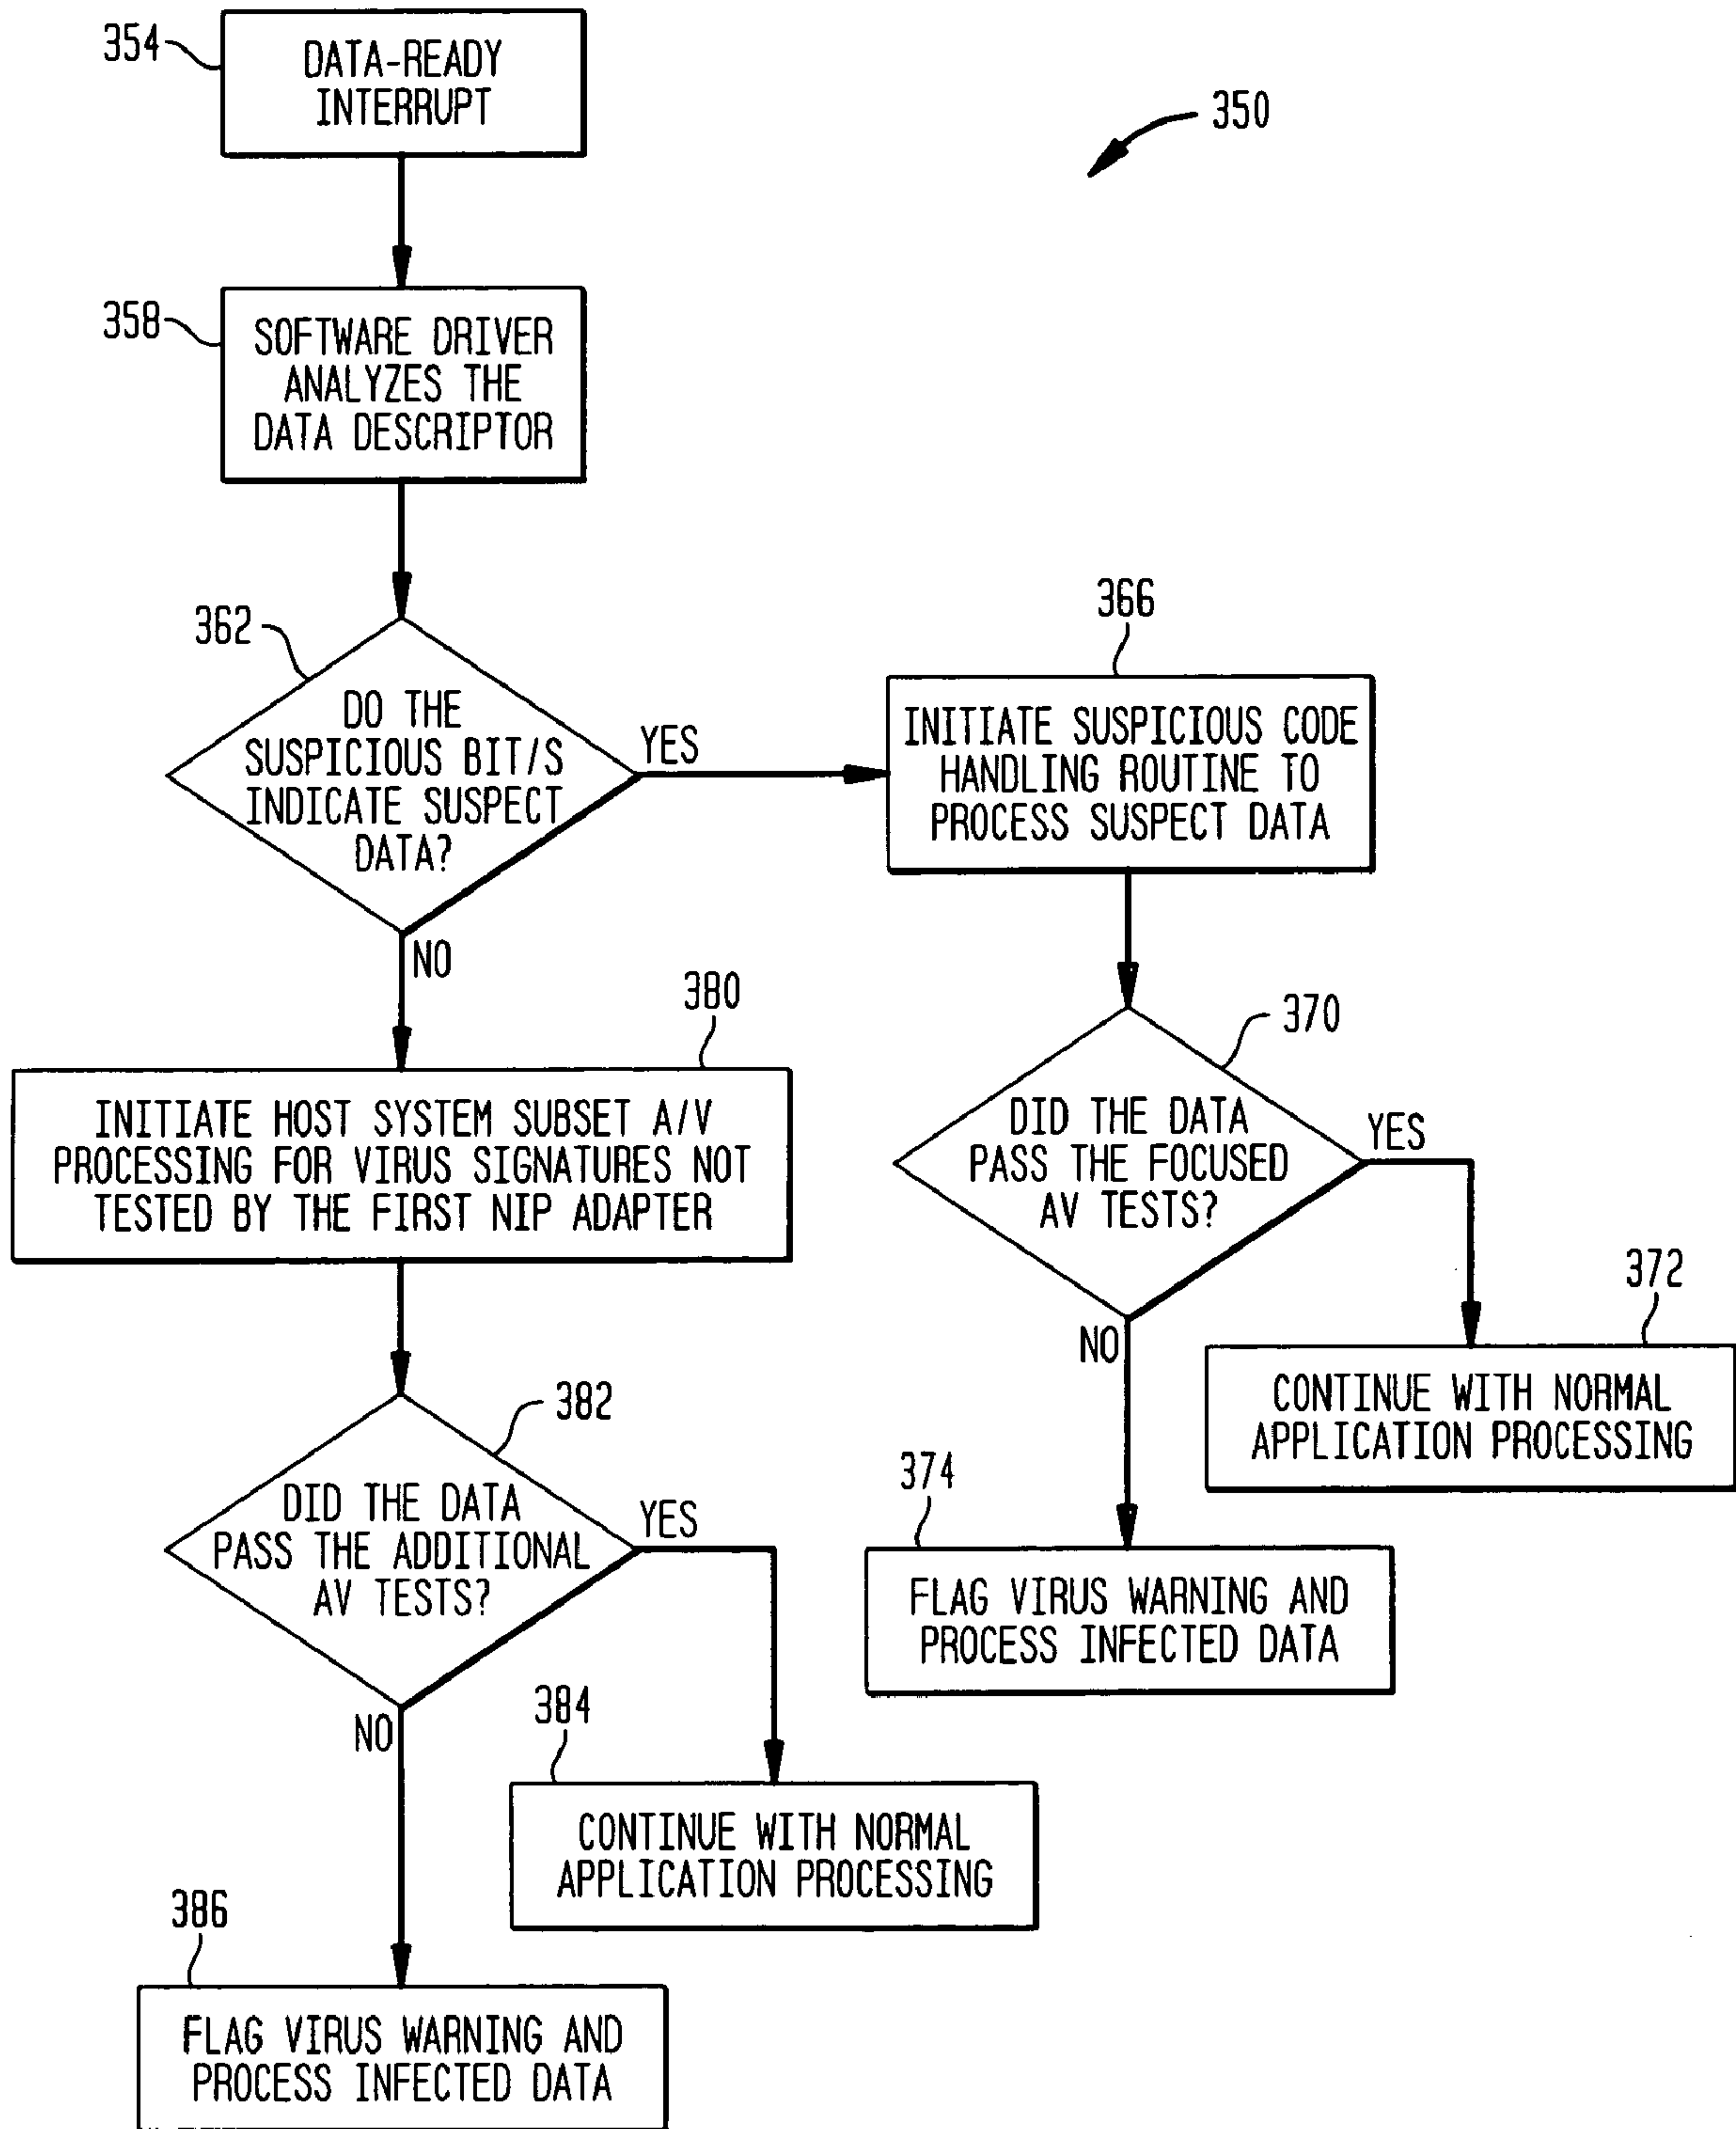 354
DATA-READY
INTERRUPT
350
358
SOFTWARE DRIVER
ANALYZES THE
DATA DESCRIPTOR
362
DO THE
SUSPICIOUS BIT/S
INDICATE SUSPECT
DATA?
YES
NO
366
INITIATE SUSPICIOUS CODE
HANDLING ROUTINE TO
PROCESS SUSPECT DATA
370
DID THE DATA
PASS THE FOCUSED
AV TESTS?
YES
NO
372
CONTINUE WITH NORMAL
APPLICATION PROCESSING
374
FLAG VIRUS WARNING AND
PROCESS INFECTED DATA
380
INITIATE HOST SYSTEM SUBSET A/V
PROCESSING FOR VIRUS SIGNATURES NOT
TESTED BY THE FIRST NIP ADAPTER
382
DID THE DATA
PASS THE ADDITIONAL
AV TESTS?
YES
NO
384
CONTINUE WITH NORMAL
APPLICATION PROCESSING
386
FLAG VIRUS WARNING AND
PROCESS INFECTED DATA